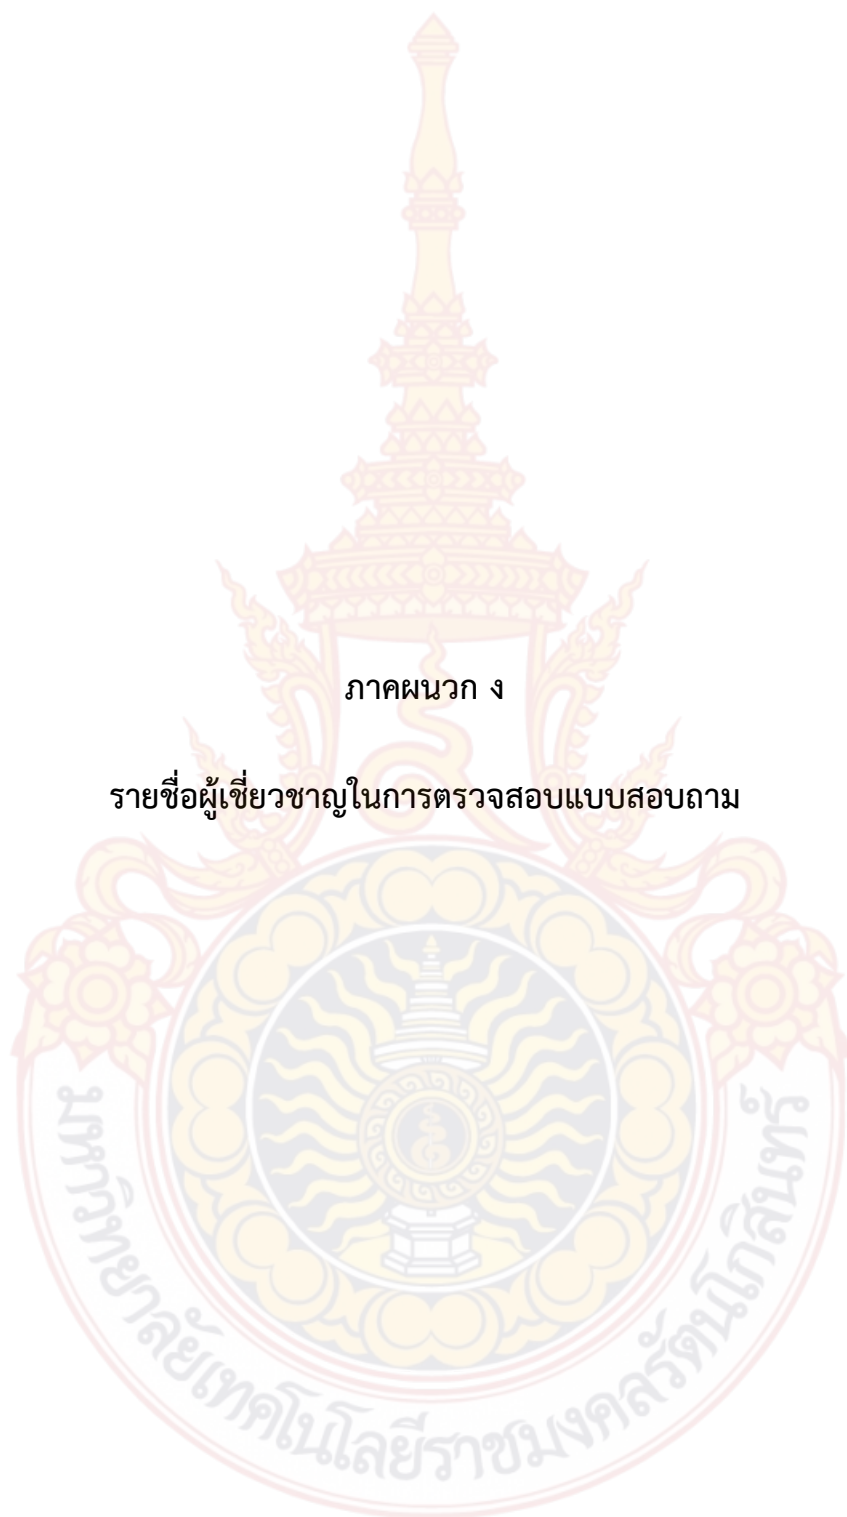 ภาคผนวก ง
รายชื่อผู้เชี่ยวชาญในการตรวจสอบแบบสอบถาม
มหาวิทยาลัยเทคโนโลยีราชมงคลรัตนโกสินทร์